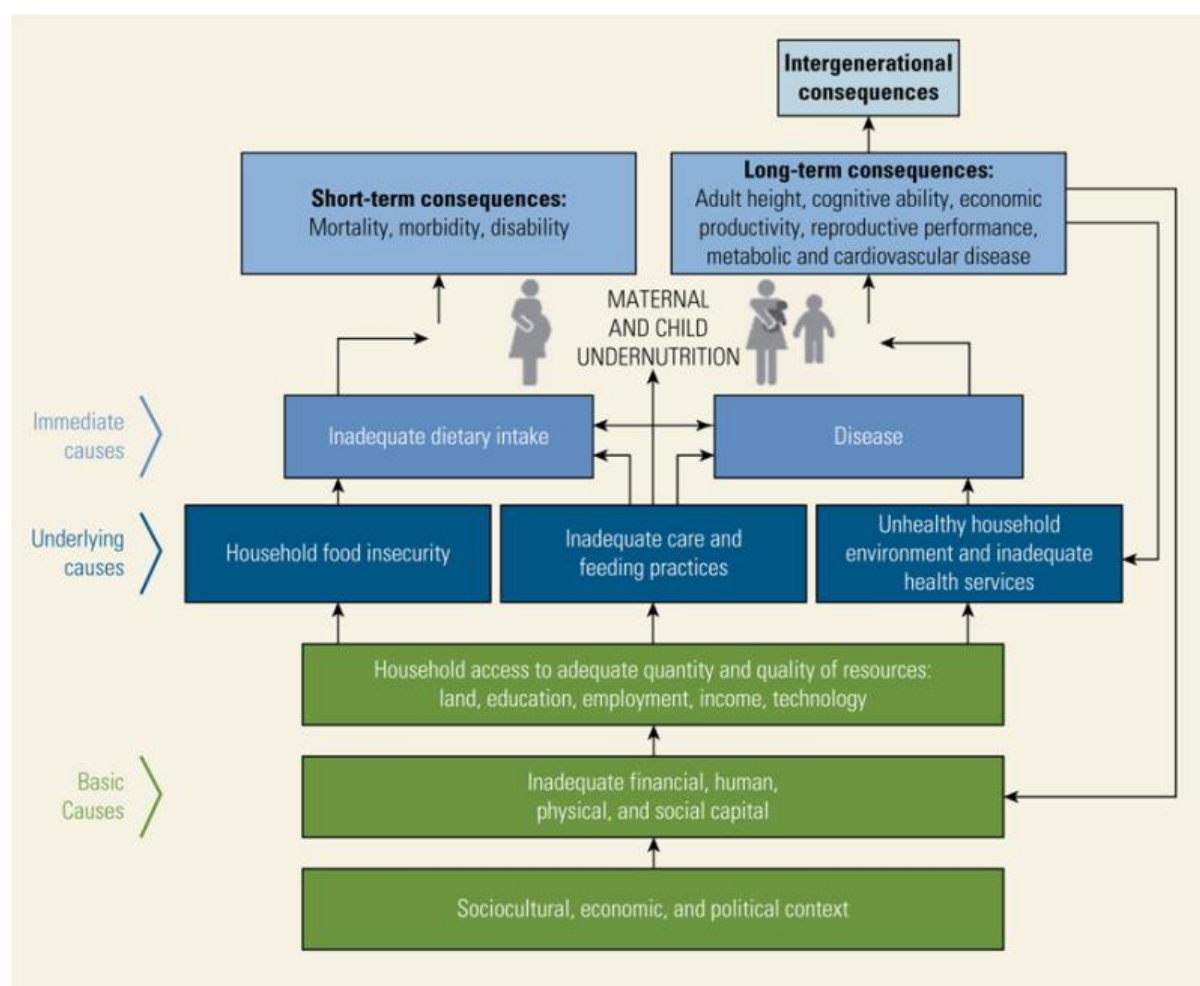 Intergenerational
consequences
Short-term consequences:
Mortality, morbidity, disability
Long-term consequences:
Adult height, cognitive ability, economic
productivity, reproductive performance,
metabolic and cardiovascular disease
MATERNAL
AND CHILD
UNDERNUTRITION
Immediate
causes
Inadequate dietary intake
Disease
Underlying
causes
Household food insecurity
Inadequate care and
feeding practices
Unhealthy household
environment and inadequate
health services
Household access to adequate quantity and quality of resources:
land, education, employment, income, technology
Basic
Causes
Inadequate financial, human,
physical, and social capital
Sociocultural, economic, and political context